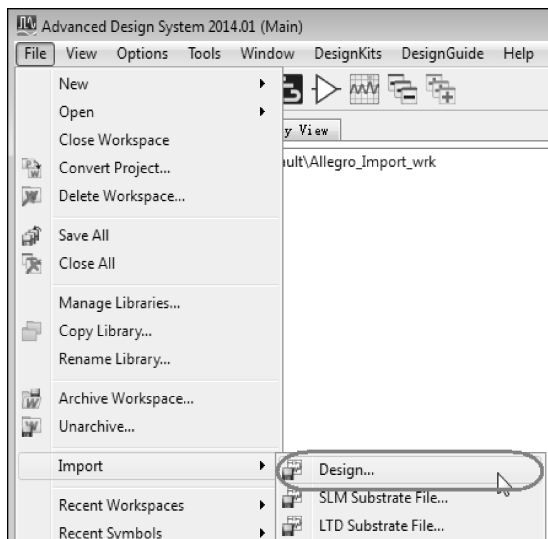 Advanced Design System 2014.01 (Main)
File View Options Tools Window DesignKits DesignGuide Help
New
Open
y View
Close Workspace
ault\Allegro_Import_wrk
Convert Project...
Delete Workspace...
Save All
Close All
Manage Libraries...
Copy Library...
Rename Library...
Archive Workspace...
Unarchive...
Import
Design...
SLM Substrate File...
Recent Workspaces
LTD Substrate File...
Recent Symbols